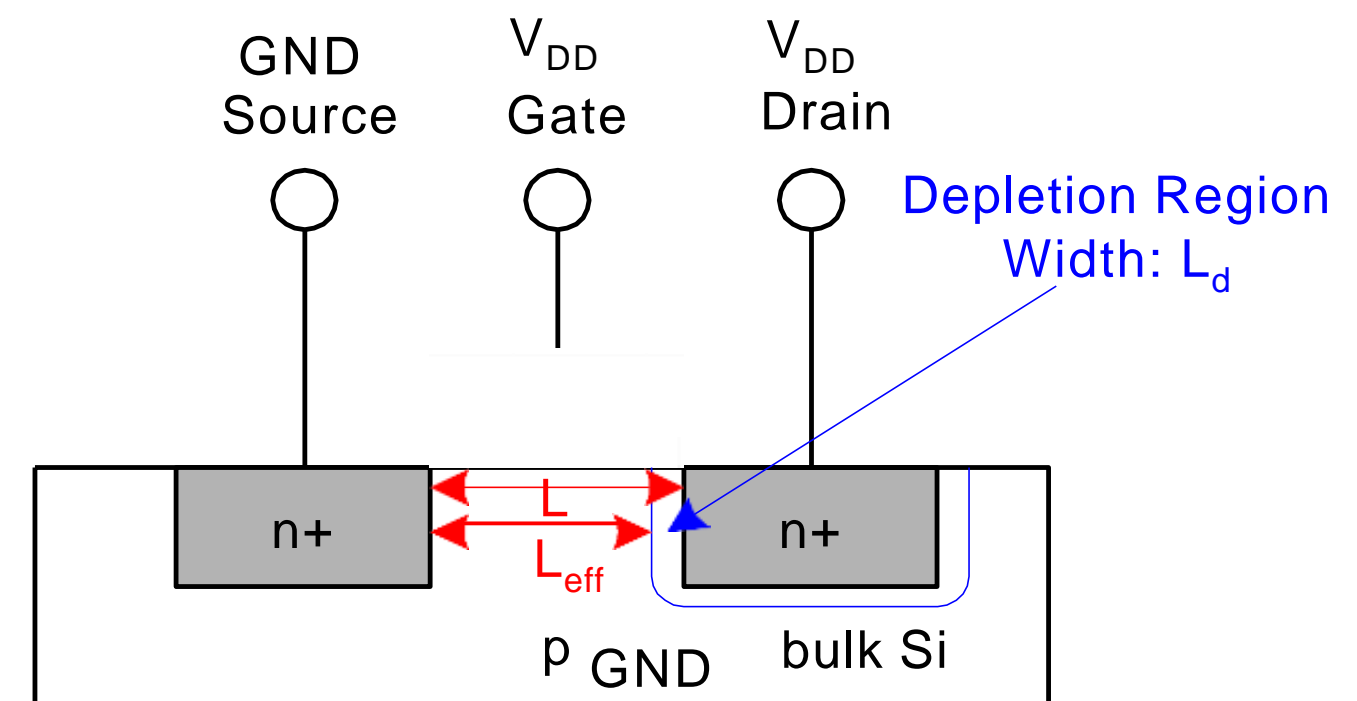 GND
Source
V_DD
Gate
V_DD
Drain
Depletion Region
Width: L_d
L
L_eff
n+
n+
p
GND
bulk Si